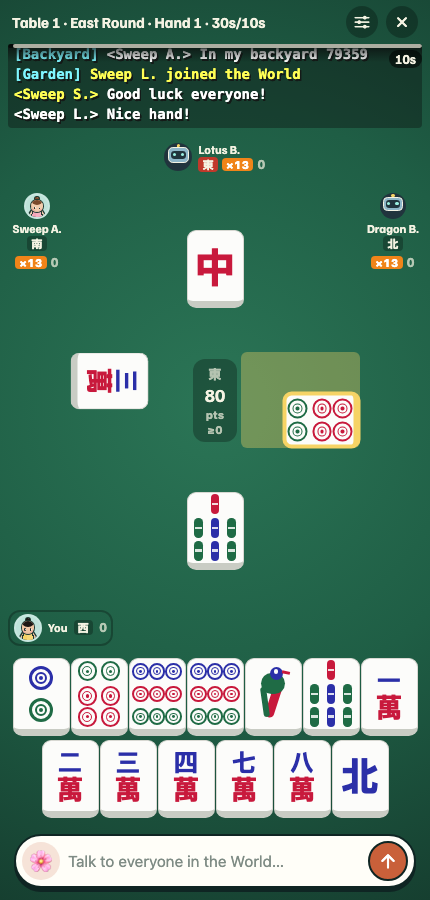 Table 1 · East Round · Hand 1 · 30s/10s
[Backyard] <Sweep A.> In my backyard 79359
10s
[Garden] Sweep L. joined the World
<Sweep S.> Good luck everyone!
<Sweep L.> Nice hand!
Lotus B.
東 ×13 0
Sweep A.
南
×13 0
Dragon B.
北
×13 0
中
三萬
東
80
pts
≥0
You 西 0
一萬
二萬 三萬 四萬 七萬 八萬 北
Talk to everyone in the World...